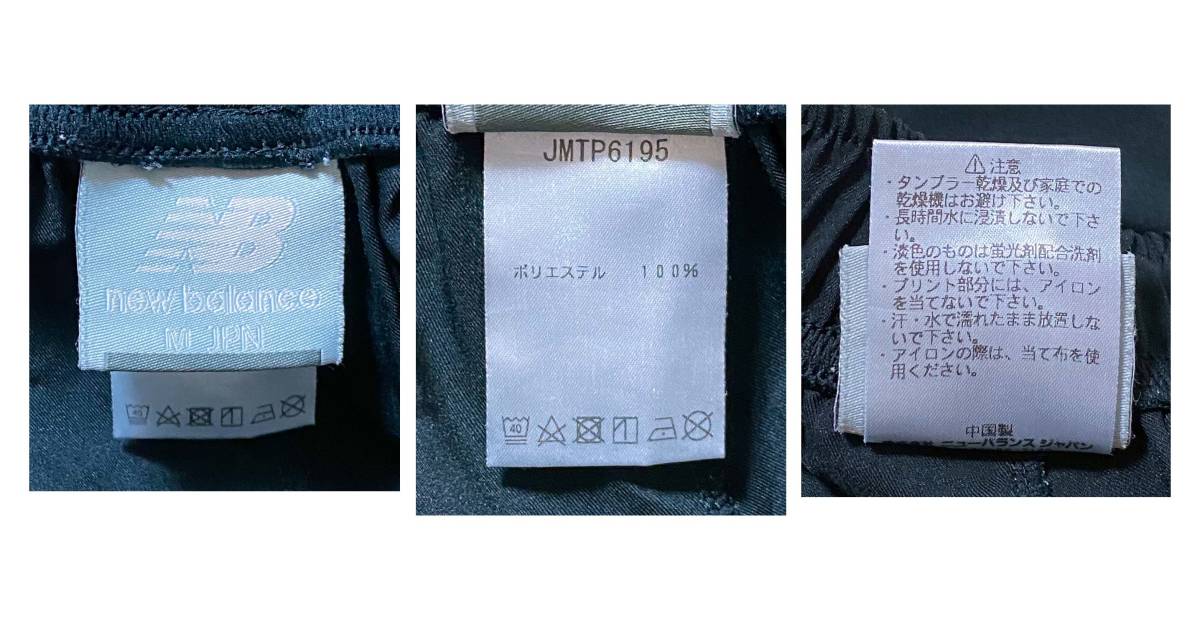 NB
new balance
M JPN
JMTP6195
ポリエステル 100%
40
⚠注意
・タンブラー乾燥及び家庭での
乾燥機はお避け下さい。
・長時間水に浸漬しないで下さ
い。
・淡色のものは蛍光剤配合洗剤
を使用しないで下さい。
・プリント部分には、アイロン
を当てないで下さい。
・汗・水で濡れたまま放置しな
いで下さい。
・アイロンの際は、当て布を使
用ください。
中国製
ニューバランス ジャパン